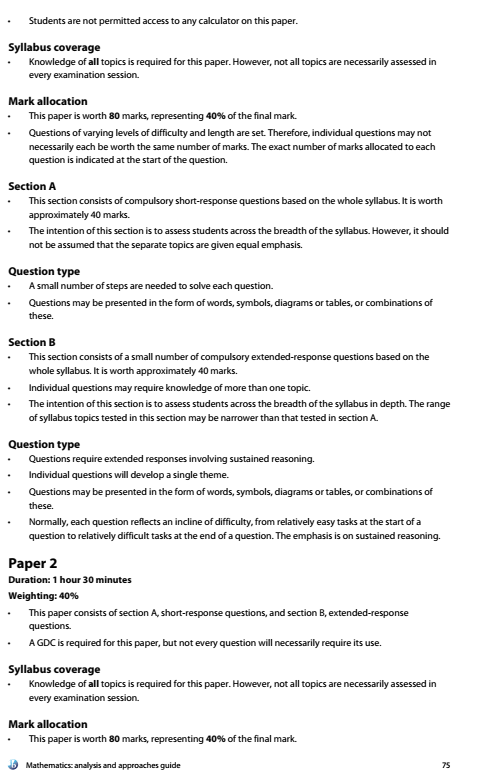 • Students are not permitted access to any calculator on this paper.
Syllabus coverage
• Knowledge of all topics is required for this paper. However, not all topics are necessarily assessed in
every examination session.
Mark allocation
• This paper is worth 80 marks, representing 40% of the final mark.
• Questions of varying levels of difficulty and length are set. Therefore, individual questions may not
necessarily each be worth the same number of marks. The exact number of marks allocated to each
question is indicated at the start of the question.
Section A
• This section consists of compulsory short-response questions based on the whole syllabus. It is worth
approximately 40 marks.
• The intention of this section is to assess students across the breadth of the syllabus. However, it should
not be assumed that the separate topics are given equal emphasis.
Question type
• A small number of steps are needed to solve each question.
• Questions may be presented in the form of words, symbols, diagrams or tables, or combinations of
these.
Section B
• This section consists of a small number of compulsory extended-response questions based on the
whole syllabus. It is worth approximately 40 marks.
• Individual questions may require knowledge of more than one topic.
• The intention of this section is to assess students across the breadth of the syllabus in depth. The range
of syllabus topics tested in this section may be narrower than that tested in section A.
Question type
• Questions require extended responses involving sustained reasoning.
• Individual questions will develop a single theme.
• Questions may be presented in the form of words, symbols, diagrams or tables, or combinations of
these.
• Normally, each question reflects an incline of difficulty, from relatively easy tasks at the start of a
question to relatively difficult tasks at the end of a question. The emphasis is on sustained reasoning.
Paper 2
Duration: 1 hour 30 minutes
Weighting: 40%
• This paper consists of section A, short-response questions, and section B, extended-response
questions.
• A GDC is required for this paper, but not every question will necessarily require its use.
Syllabus coverage
• Knowledge of all topics is required for this paper. However, not all topics are necessarily assessed in
every examination session.
Mark allocation
• This paper is worth 80 marks, representing 40% of the final mark.
Mathematics: analysis and approaches guide 75